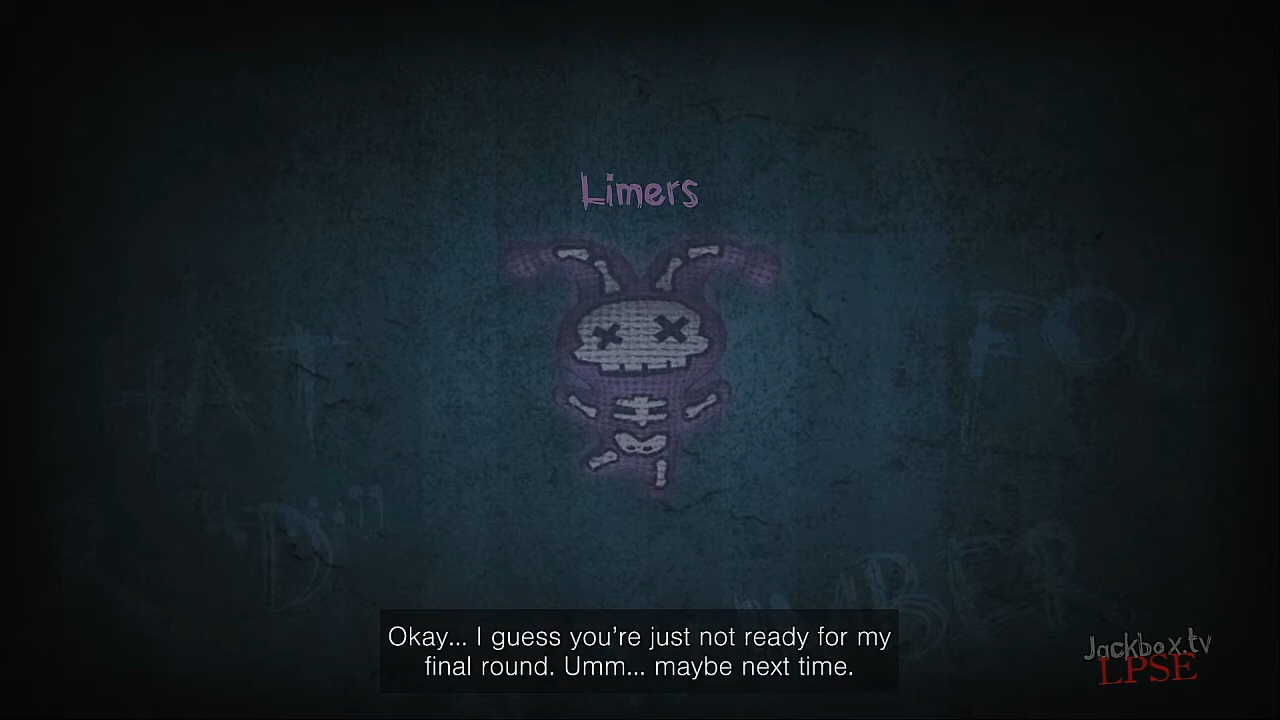 Limers
Okay... I guess you're just not ready for my
final round. Umm... maybe next time.
Jackbox.tv
LPSE